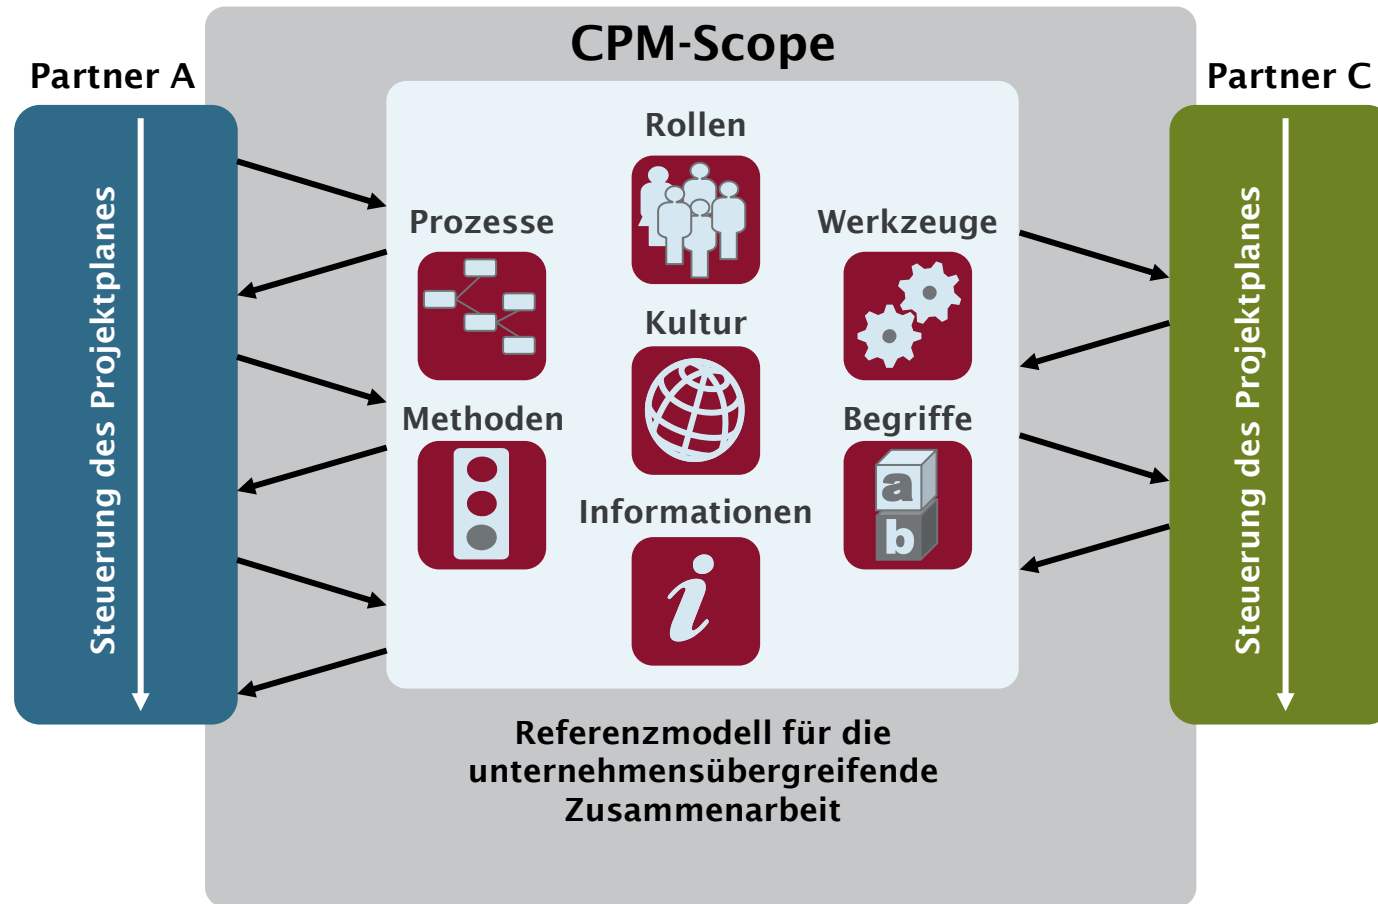 CPM-Scope
Partner A
Partner C
Steuerung des Projektplanes
Rollen
Prozesse
Werkzeuge
Kultur
Methoden
Begriffe
a
b
Informationen
i
Steuerung des Projektplanes
Referenzmodell für die
unternehmensübergreifende
Zusammenarbeit